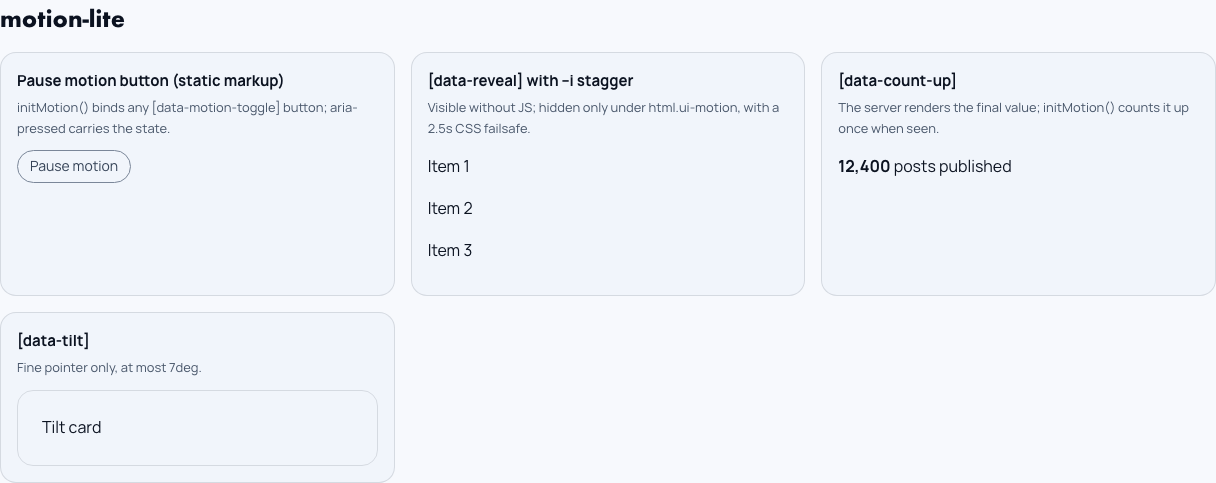 motion-lite
Pause motion button (static markup)
initMotion() binds any [data-motion-toggle] button; aria-
pressed carries the state.
Pause motion
[data-reveal] with –i stagger
Visible without JS; hidden only under html.ui-motion, with a
2.5s CSS failsafe.
Item 1
Item 2
Item 3
[data-count-up]
The server renders the final value; initMotion() counts it up
once when seen.
12,400 posts published
[data-tilt]
Fine pointer only, at most 7deg.
Tilt card